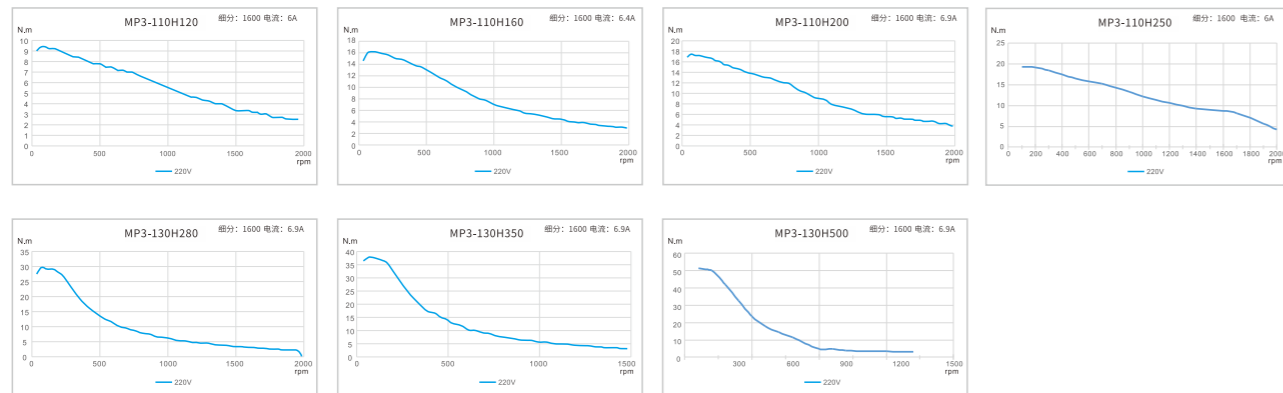 MP3-110H120 细分：1600 电流：6A
N.m
10
9
8
7
6
5
4
3
2
1
0
0 500 1000 1500 2000
rpm
220V
MP3-110H160 细分：1600 电流：6.4A
N.m
18
16
14
12
10
8
6
4
2
0
0 500 1000 1500 2000
rpm
220V
MP3-110H200 细分：1600 电流：6.9A
N.m
20
18
16
14
12
10
8
6
4
2
0
0 500 1000 1500 2000
rpm
220V
MP3-110H250 细分：1600 电流：6A
N.m
25
20
15
10
5
0
0 200 400 600 800 1000 1200 1400 1600 1800 200
rpm
220V
MP3-130H280 细分：1600 电流：6.9A
N.m
35
30
25
20
15
10
5
0
0 500 1000 1500 2000
rpm
220V
MP3-130H350 细分：1600 电流：6.9A
N.m
40
35
30
25
20
15
10
5
0
0 500 1000 1500
rpm
220V
MP3-130H500 细分：1600 电流：6.9A
N.m
60
50
40
30
20
10
0
300 600 900 1200 1500
rpm
220V